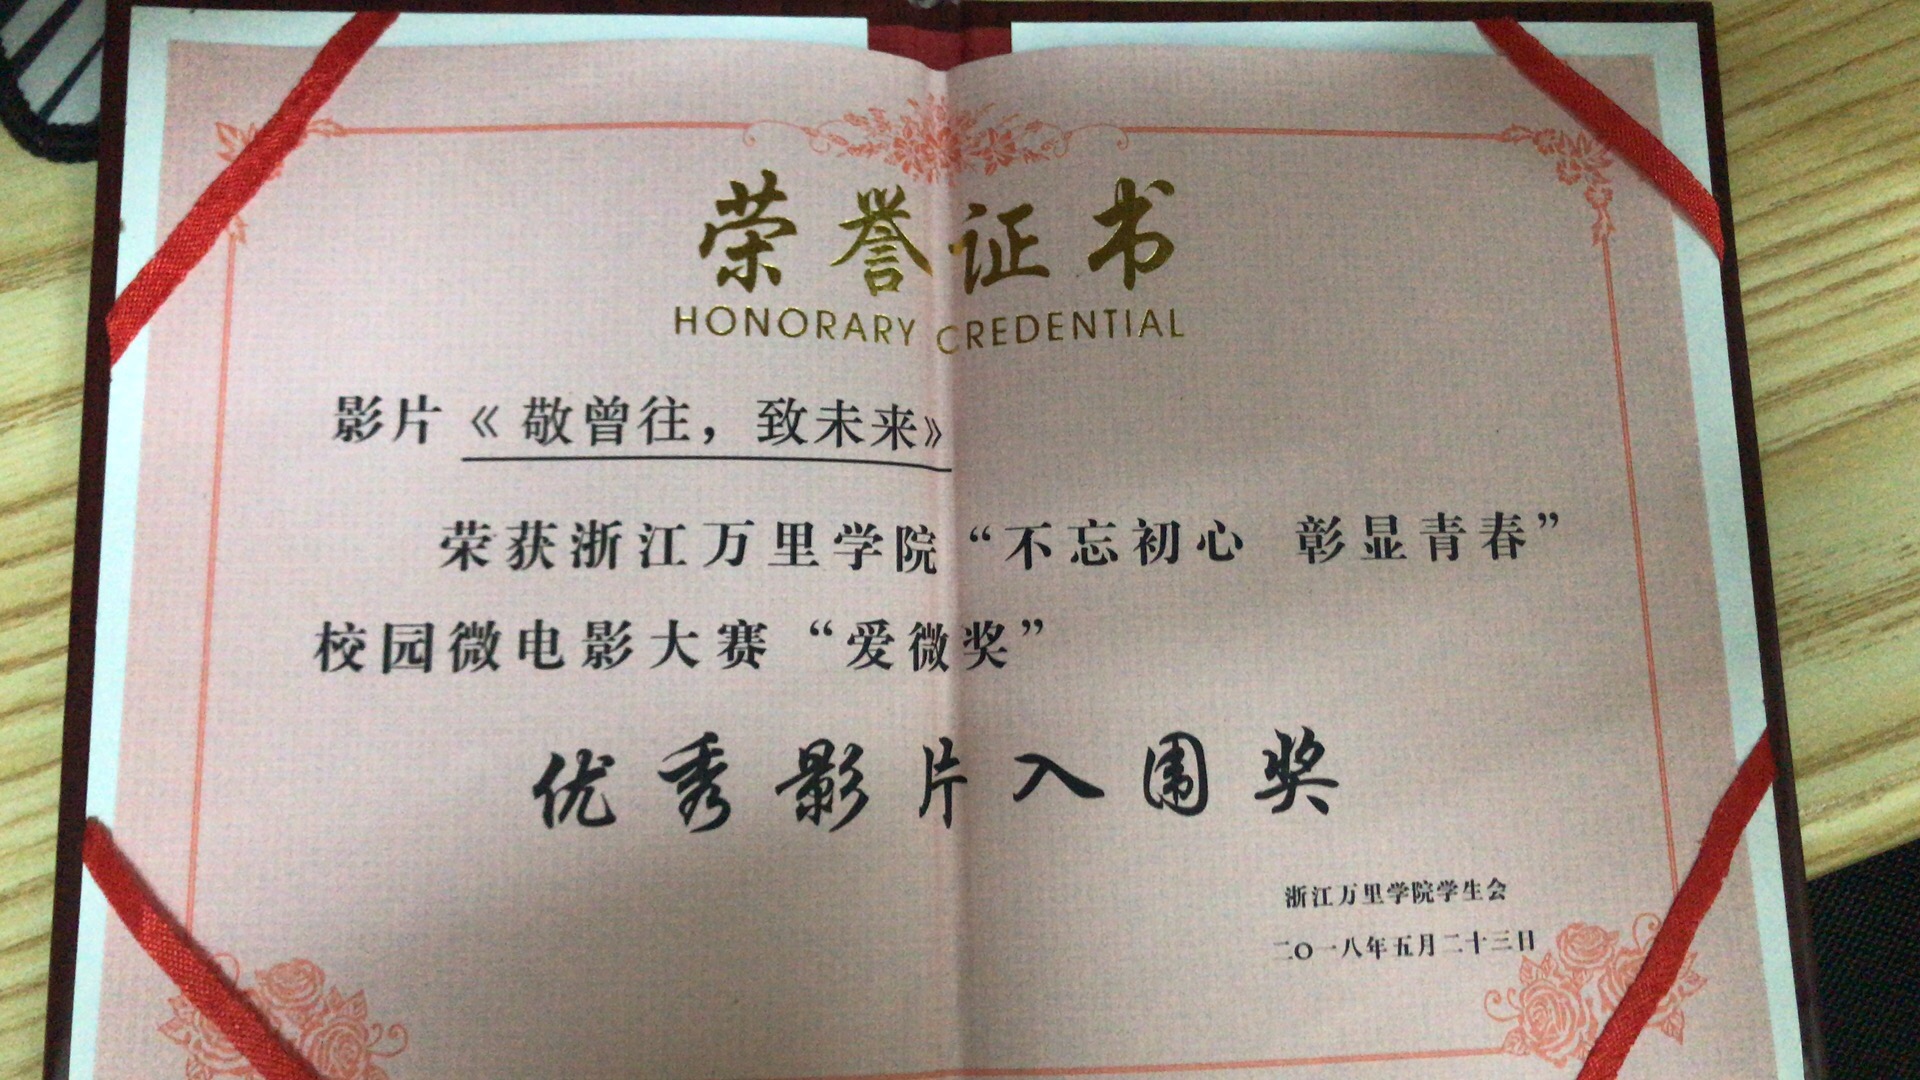 荣誉证书
HONORARY CREDENTIAL
影片《敬曾往，致未来》
荣获浙江万里学院“不忘初心 彰显青春”
校园微电影大赛“爱微奖”
优秀影片入围奖
浙江万里学院学生会
二〇一八年五月二十三日